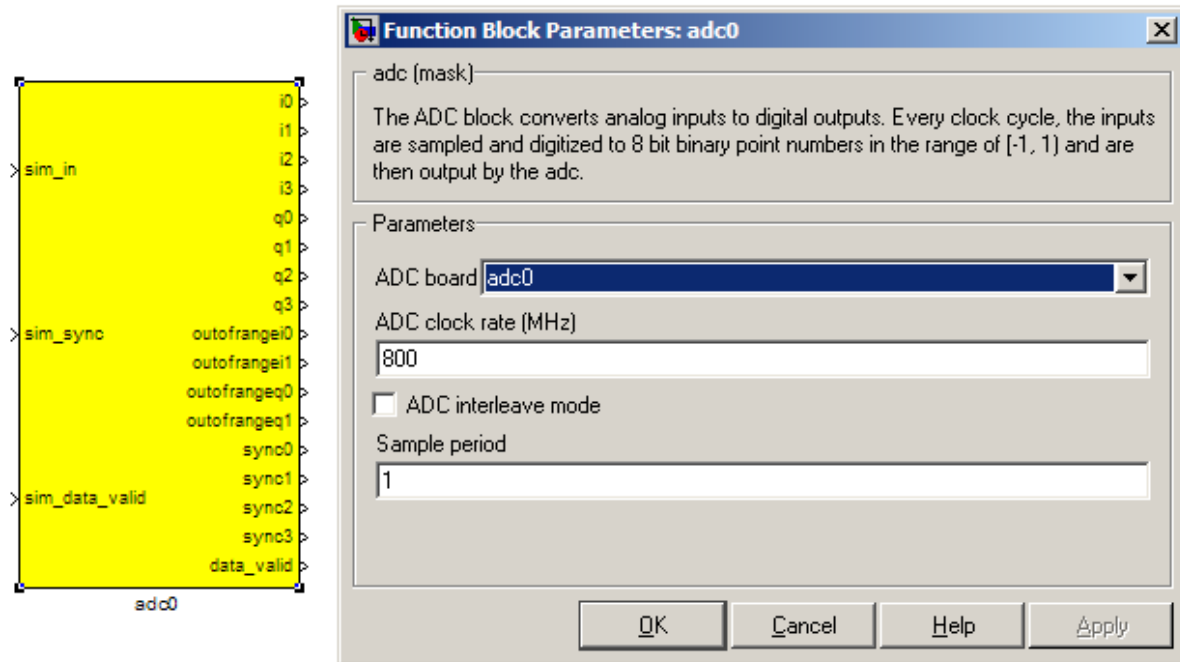 i0
i1
i2
i3
q0
q1
q2
q3
outofrangei0
outofrangei1
outofrangeq0
outofrangeq1
sync0
sync1
sync2
sync3
data_valid
sim_in
sim_sync
sim_data_valid
adc0
Function Block Parameters: adc0
adc (mask)
The ADC block converts analog inputs to digital outputs. Every clock cycle, the inputs
are sampled and digitized to 8 bit binary point numbers in the range of [-1, 1) and are
then output by the adc.
Parameters
ADC board adc0
ADC clock rate (MHz)
800
ADC interleave mode
Sample period
1
OK Cancel Help Apply